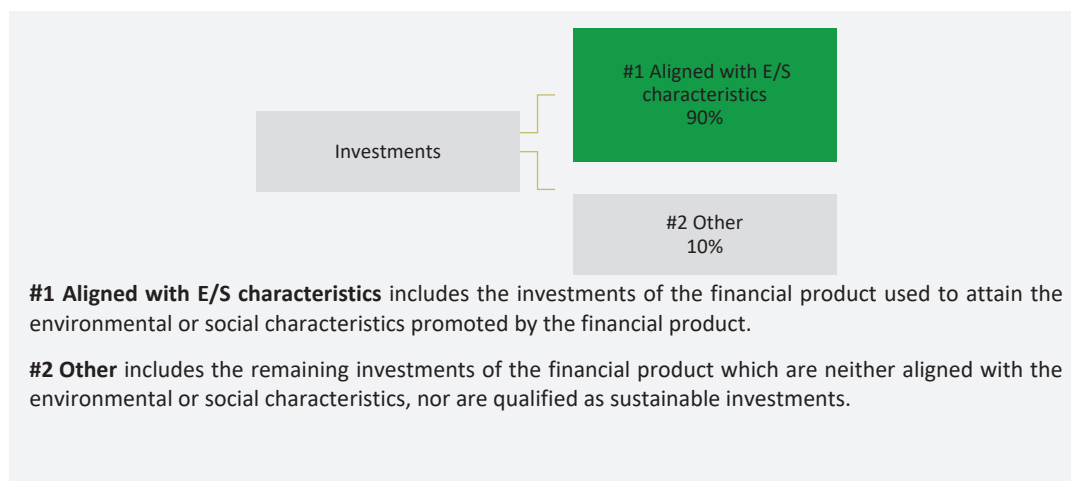 #1 Aligned with E/S
characteristics
90%
Investments
#2 Other
10%
#1 Aligned with E/S characteristics includes the investments of the financial product used to attain the
environmental or social characteristics promoted by the financial product.
#2 Other includes the remaining investments of the financial product which are neither aligned with the
environmental or social characteristics, nor are qualified as sustainable investments.